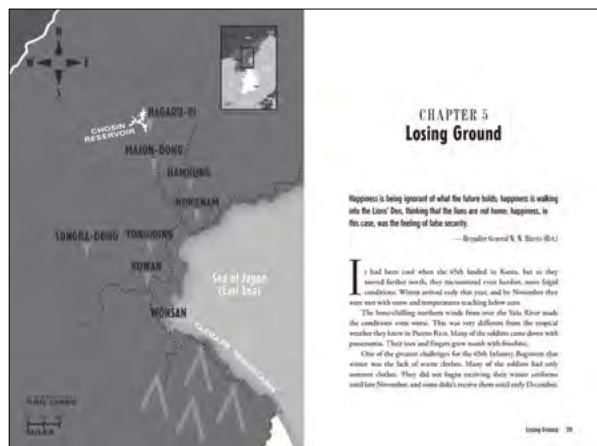 N
W E
S
HAGARU-RI
CHOSIN
RESERVOIR
MAJON-DONG
HAMHUNG
HUNGNAM
YONGHUNG
KOWAN
Sea of Japan
(East Sea)
WONSAN
MILES
CHAPTER 5
Losing Ground
Happiness is being ignorant of what the future holds; happiness is walking
into the Lions' Den, thinking that the lions are not home; happiness, in
this case, was the feeling of false security.
—Brigadier General W. W. Harris (Ret.)
It had been cool when the 65th landed in Korea, but as they
moved farther north, they encountered even harsher, more frigid
conditions. Winter arrived early that year, and by November they
were met with snow and temperatures reaching below zero.
The bone-chilling northern winds from over the Yalu River made
the conditions even worse. This was very different from the tropical
weather they knew in Puerto Rico. Many of the soldiers came down with
pneumonia. Their toes and fingers grew numb with frostbite.
One of the greatest challenges for the 65th Infantry Regiment that
winter was the lack of warm clothes. Many of the soldiers had only
summer clothes. They did not begin receiving their winter uniforms
until late November, and some didn't receive them until early December.
Losing Ground 39